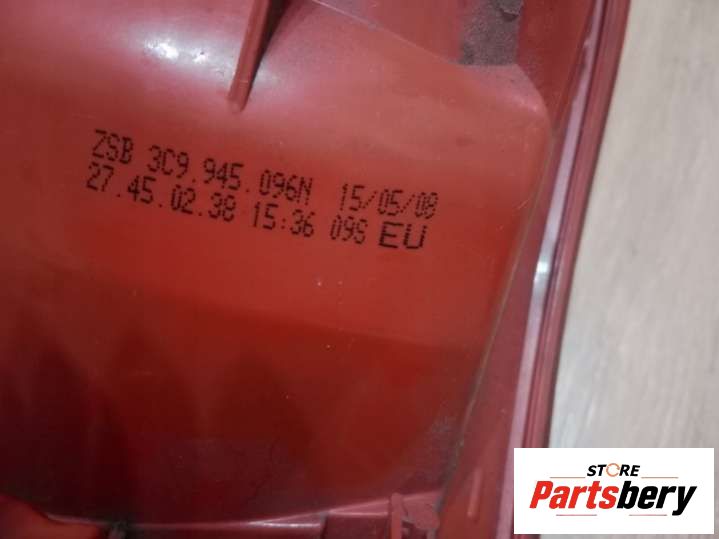 ZSB 3C9.945.096N 15/05/08
27.45.02.38 15:36 09S EU
STORE
Partsbery